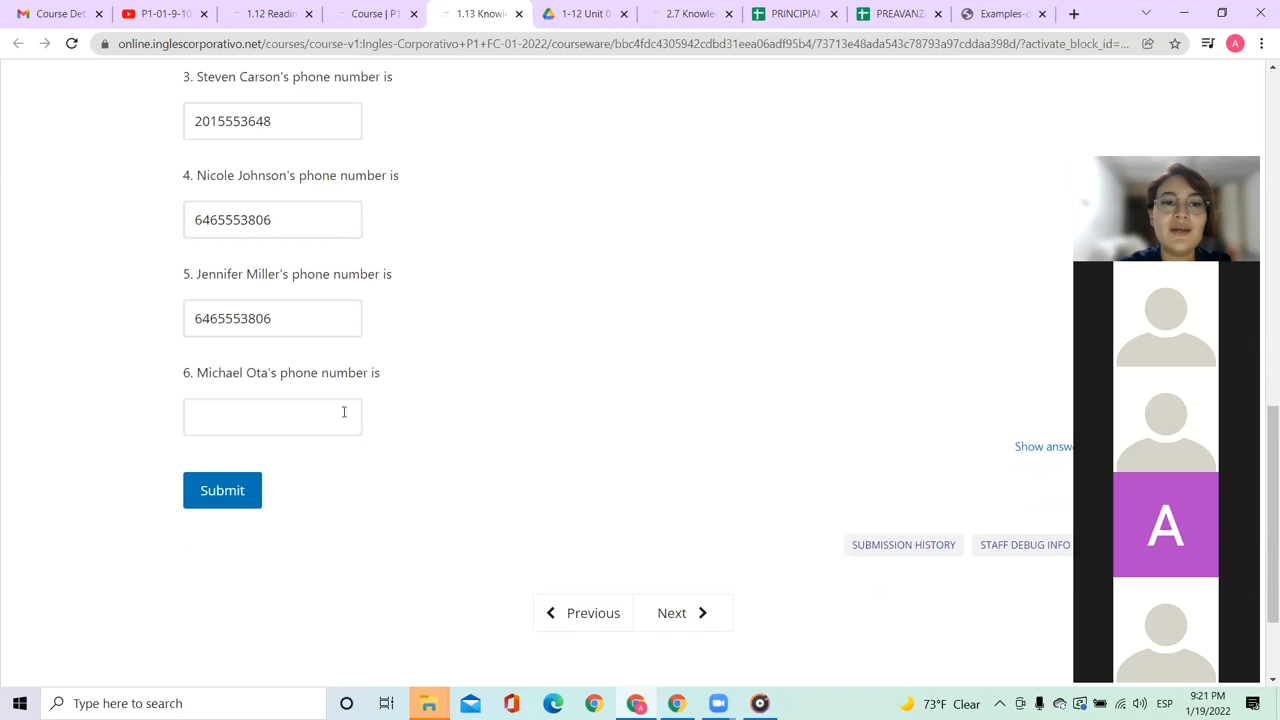 Course Det
P1-01-9-10
1.12 Readin
Course | P1
1.13 Knowle
1-12 Unit 0
2.7 Knowle
PRINCIPIAN
PREAVANZ
Examples-c
online.inglescorporativo.net/courses/course-v1:Ingles-Corporativo+P1+FC-01-2022/courseware/bbc4fdc4305942cdbd31eea06adf95b4/73713e48ada543c78793a97cddaa398d/?activate_block_id=...
A
3. Steven Carson's phone number is
2015553648
4. Nicole Johnson's phone number is
6465553806
5. Jennifer Miller's phone number is
6465553806
6. Michael Ota's phone number is
Show answ
Submit
A
SUBMISSION HISTORY
STAFF DEBUG INFO
Previous
Next
Type here to search
A
73°F Clear
ESP
9:21 PM
1/19/2022